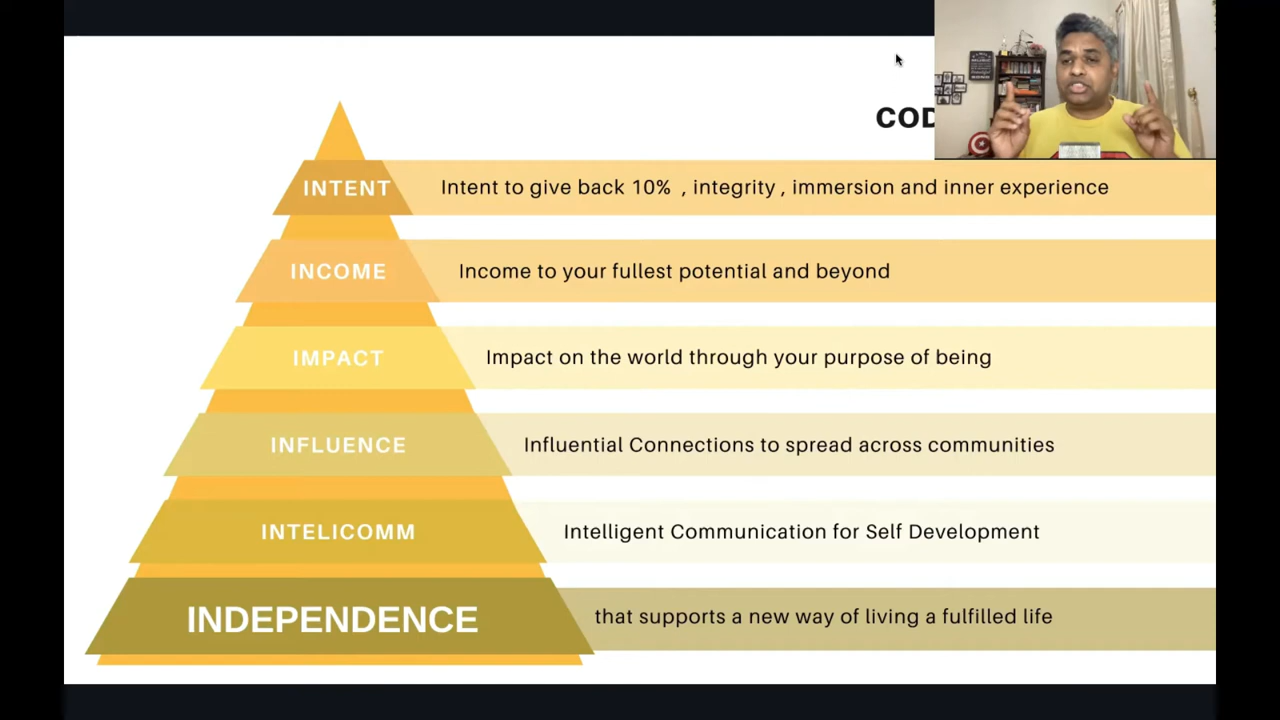 COD
INTENT Intent to give back 10% , integrity , immersion and inner experience
INCOME Income to your fullest potential and beyond
IMPACT Impact on the world through your purpose of being
INFLUENCE Influential Connections to spread across communities
INTELICOMM Intelligent Communication for Self Development
INDEPENDENCE that supports a new way of living a fulfilled life